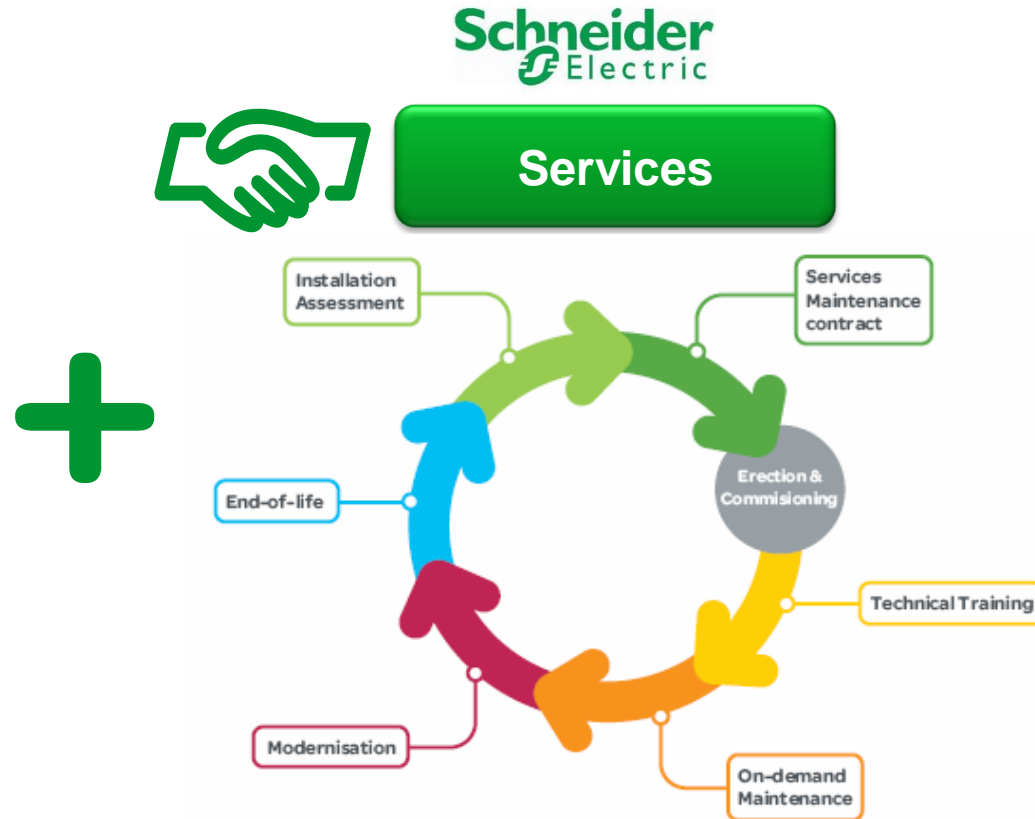 Schneider
Electric
Services
Installation
Assessment
Services
Maintenance
contract
Erection &
Commisioning
End-of-life
Technical Training
Modernisation
On-demand
Maintenance